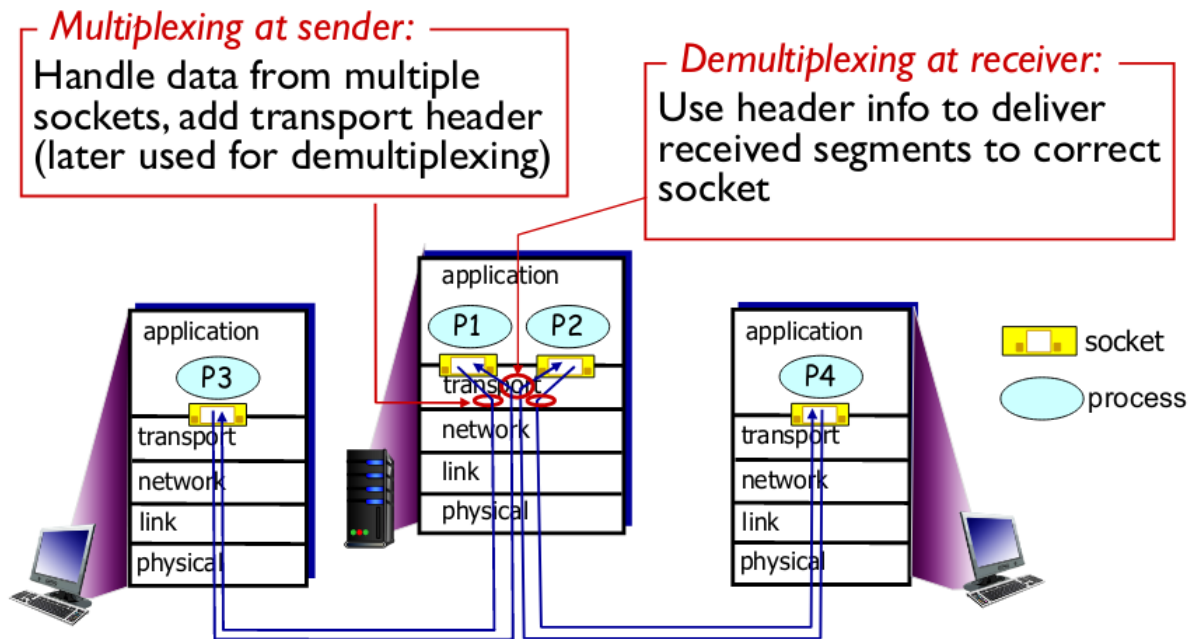 Multiplexing at sender:
Handle data from multiple
sockets, add transport header
(later used for demultiplexing)
Demultiplexing at receiver:
Use header info to deliver
received segments to correct
socket
application
P3
transport
network
link
physical
application
P1 P2
transport
network
link
physical
application
P4
transport
network
link
physical
socket
process